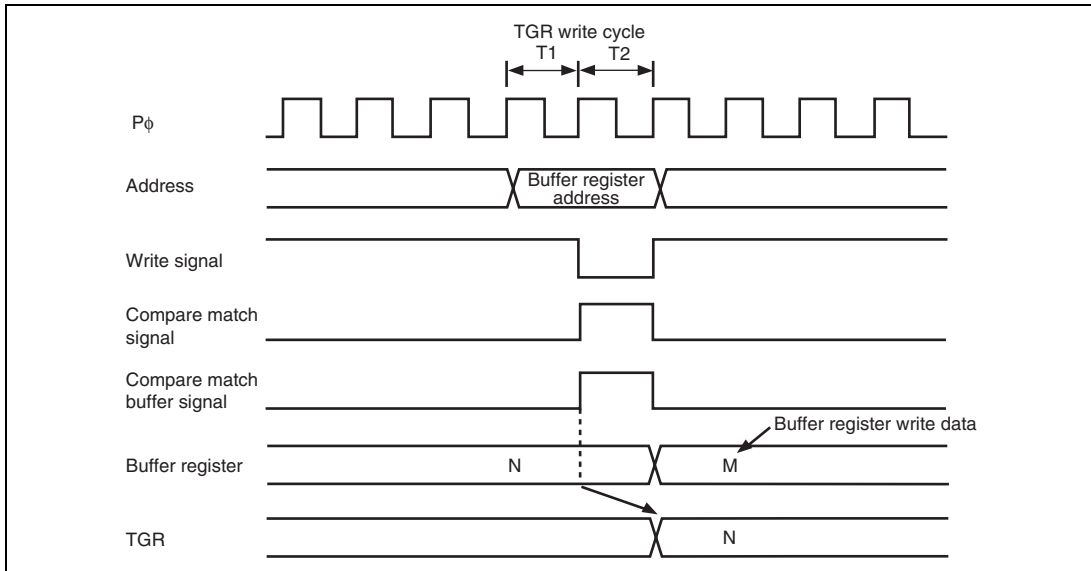 TGR write cycle
T1 T2
Pϕ
Address
Buffer register
address
Write signal
Compare match
signal
Compare match
buffer signal
Buffer register write data
Buffer register
N M
TGR
N